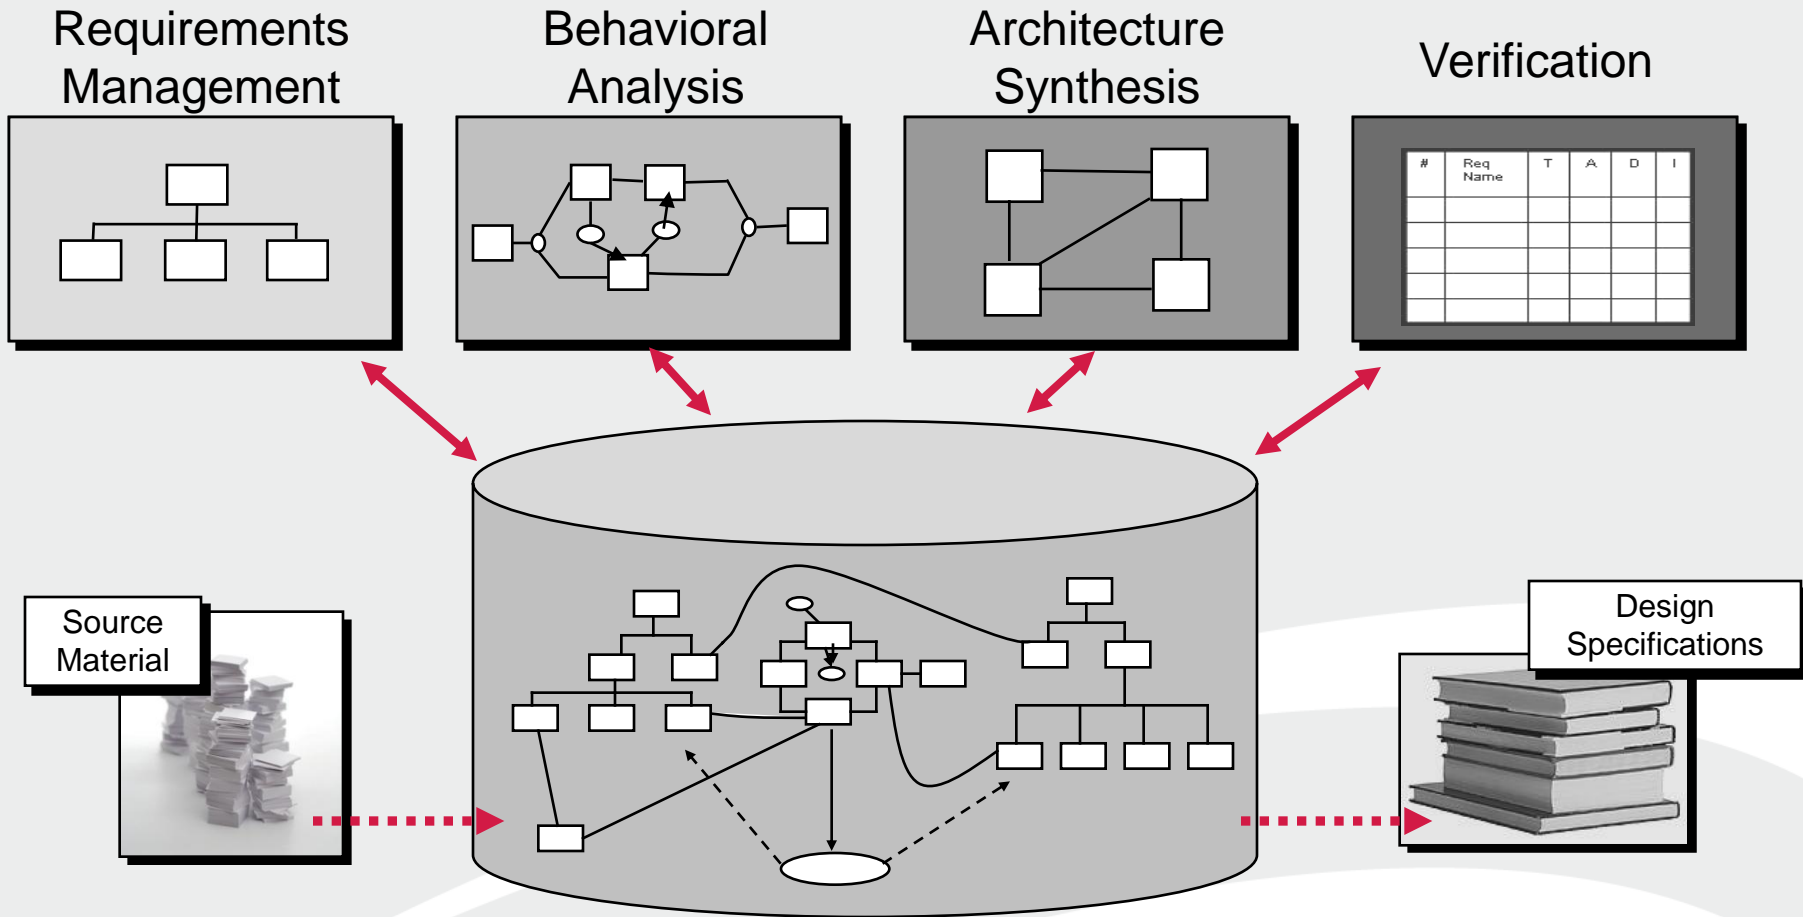 Requirements
Management
Behavioral
Analysis
Architecture
Synthesis
Verification
# Req T A D I
Name
Source
Material
Design
Specifications